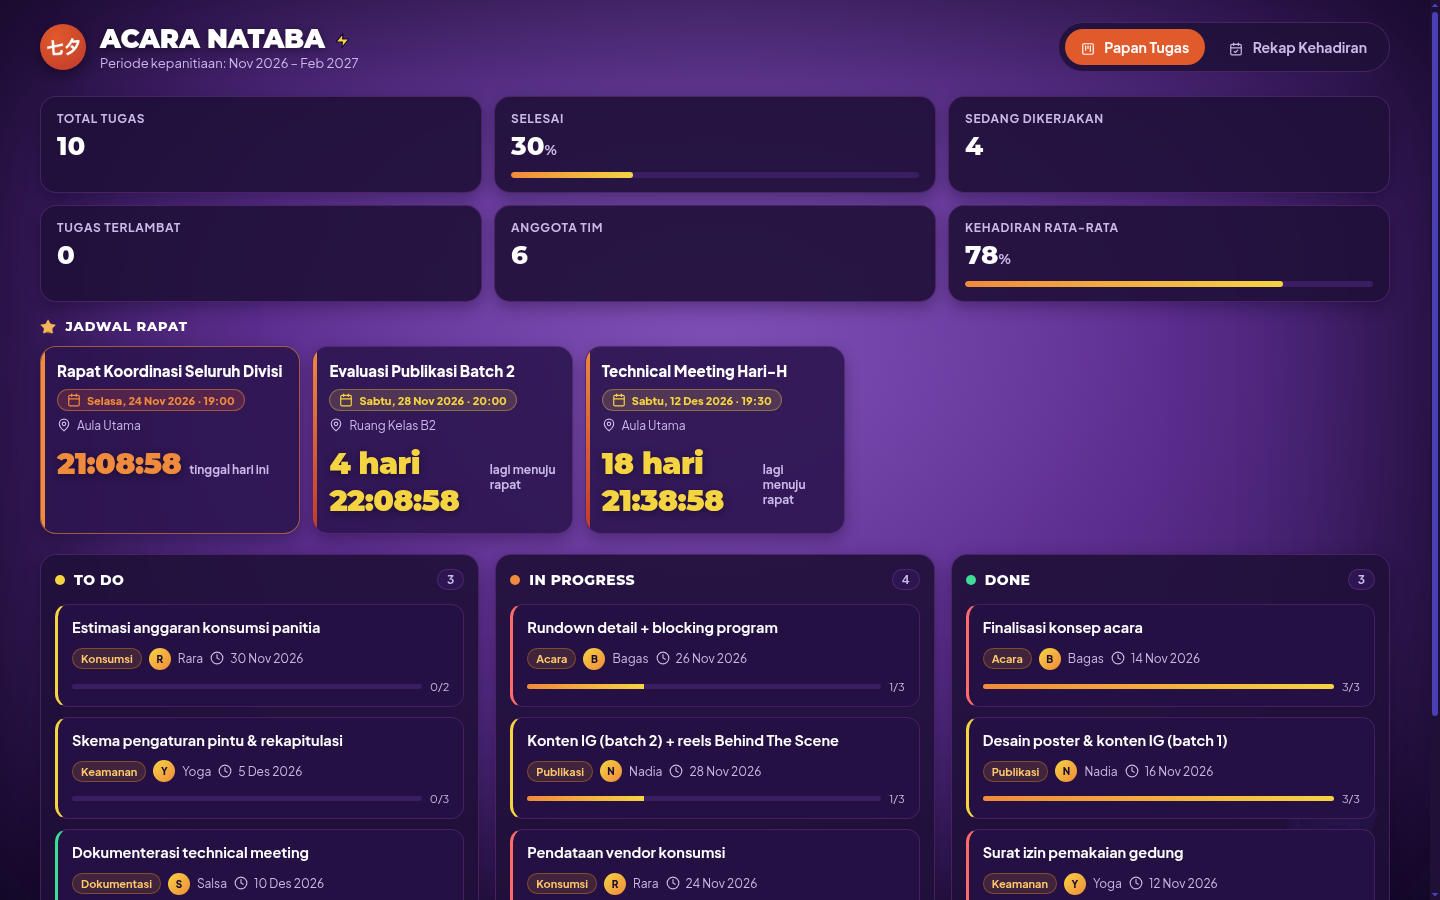 七夕
ACARA NATABA
Periode kepanitiaan: Nov 2026 – Feb 2027
Papan Tugas
Rekap Kehadiran
TOTAL TUGAS
10
SELESAI
30%
SEDANG DIKERJAKAN
4
TUGAS TERLAMBAT
0
ANGGOTA TIM
6
KEHADIRAN RATA-RATA
78%
JADWAL RAPAT
Rapat Koordinasi Seluruh Divisi
Selasa, 24 Nov 2026 · 19:00
Aula Utama
21:08:58 tinggal hari ini
Evaluasi Publikasi Batch 2
Sabtu, 28 Nov 2026 · 20:00
Ruang Kelas B2
4 hari
22:08:58
lagi menuju
rapat
Technical Meeting Hari-H
Sabtu, 12 Des 2026 · 19:30
Aula Utama
18 hari
21:38:58
lagi
menuju
rapat
TO DO
3
Estimasi anggaran konsumsi panitia
Konsumsi R Rara 30 Nov 2026
0/2
Skema pengaturan pintu & rekapitulasi
Keamanan Y Yoga 5 Des 2026
0/3
Dokumenterasi technical meeting
Dokumentasi S Salsa 10 Des 2026
IN PROGRESS
4
Rundown detail + blocking program
Acara B Bagas 26 Nov 2026
1/3
Konten IG (batch 2) + reels Behind The Scene
Publikasi N Nadia 28 Nov 2026
1/3
Pendataan vendor konsumsi
Konsumsi R Rara 24 Nov 2026
DONE
3
Finalisasi konsep acara
Acara B Bagas 14 Nov 2026
3/3
Desain poster & konten IG (batch 1)
Publikasi N Nadia 16 Nov 2026
3/3
Surat izin pemakaian gedung
Keamanan Y Yoga 12 Nov 2026